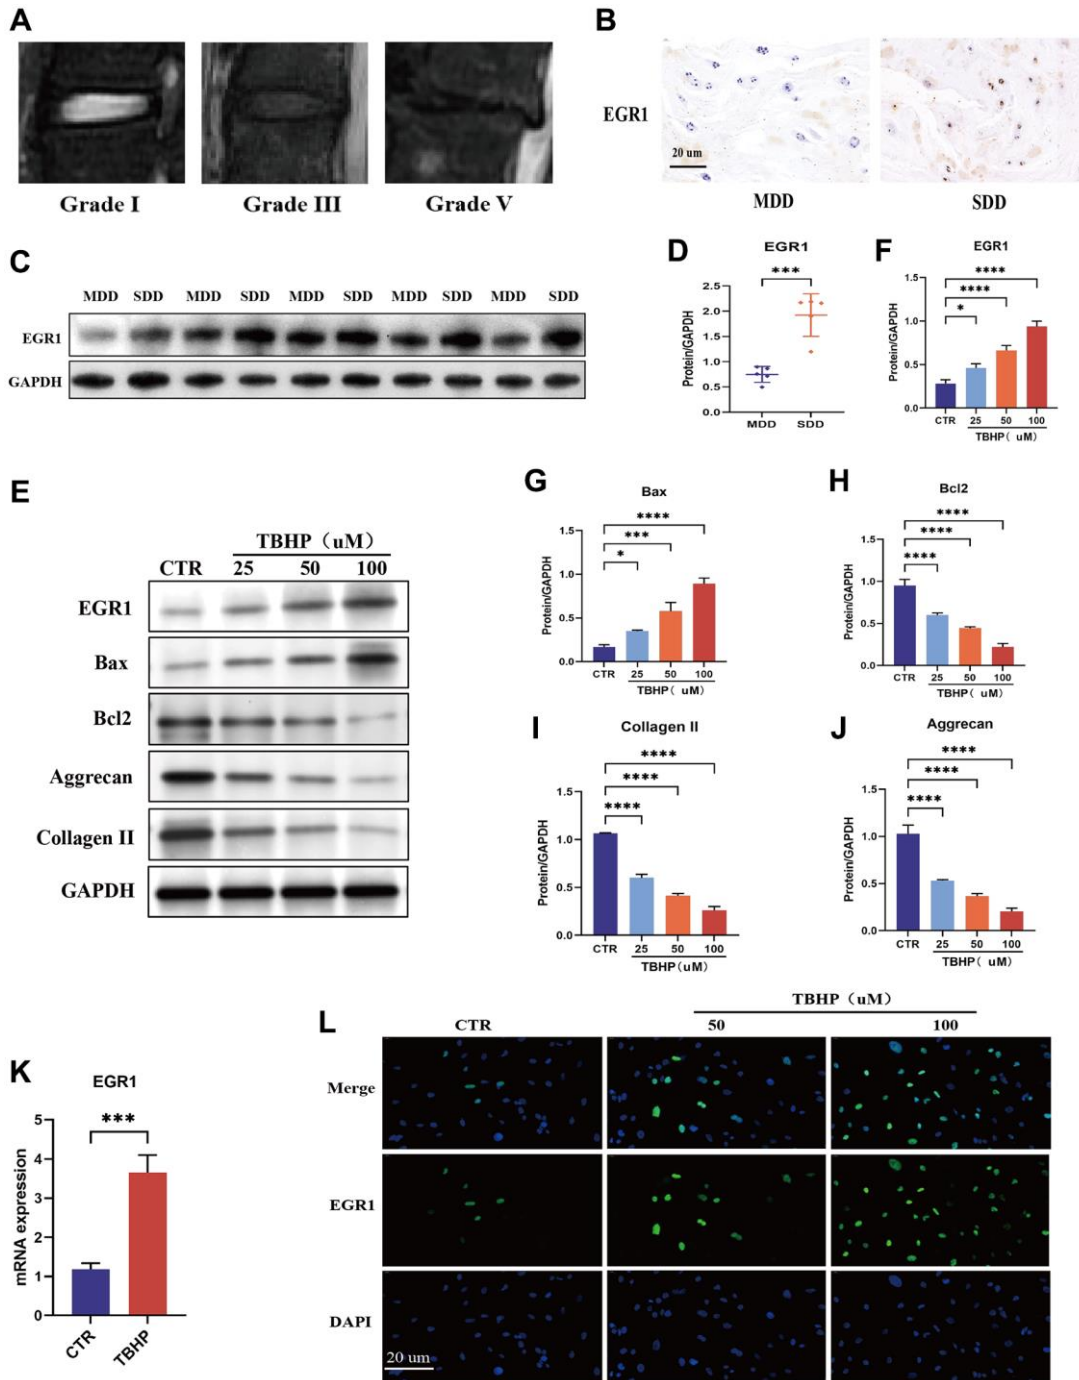 A
Grade I Grade III Grade V
B
EGR1
20 um
MDD SDD
C
MDD SDD MDD SDD MDD SDD MDD SDD MDD SDD
EGR1
GAPDH
D
EGR1
***
Protein/GAPDH
2.5
2.0
1.5
1.0
0.5
0.0
MDD SDD
F
EGR1
****
****
*
Protein/GAPDH
1.5
1.0
0.5
0.0
CTR 25 50 100
TBHP( uM)
E
TBHP（uM）
CTR 25 50 100
EGR1
Bax
Bcl2
Aggrecan
Collagen II
GAPDH
G
Bax
****
***
*
Protein/GAPDH
1.5
1.0
0.5
0.0
CTR 25 50 100
TBHP( uM)
H
Bcl2
****
****
****
Protein/GAPDH
1.5
1.0
0.5
0.0
CTR 25 50 100
TBHP( uM)
I
Collagen II
****
****
****
Protein/GAPDH
1.5
1.0
0.5
0.0
CTR 25 50 100
TBHP(uM)
J
Aggrecan
****
****
****
Protein/GAPDH
1.5
1.0
0.5
0.0
CTR 25 50 100
TBHP( uM)
K
EGR1
***
mRNA expression
5
4
3
2
1
0
CTR TBHP
L
TBHP（uM）
CTR 50 100
Merge
EGR1
DAPI
20 um